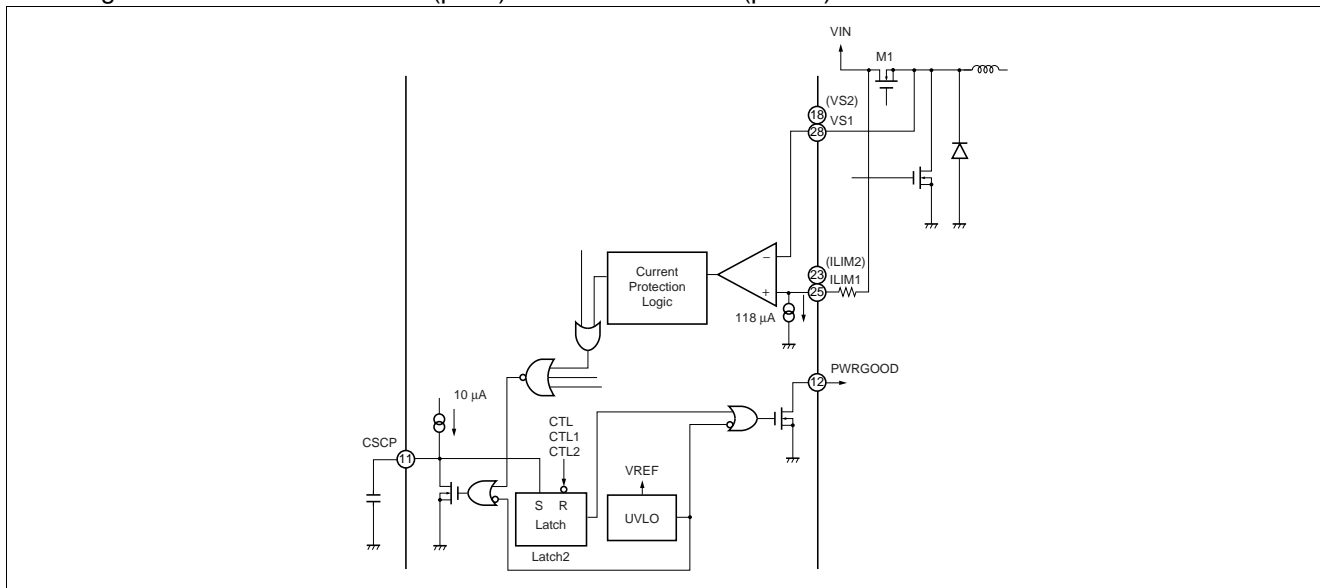 VIN
M1
(VS2)
18
VS1
28
(ILIM2)
23
ILIM1
25
Current
Protection
Logic
−
+
118 μA
PWRGOOD
12
10 μA
CTL
CTL1
CTL2
CSCP
11
VREF
S R
Latch
UVLO
Latch2